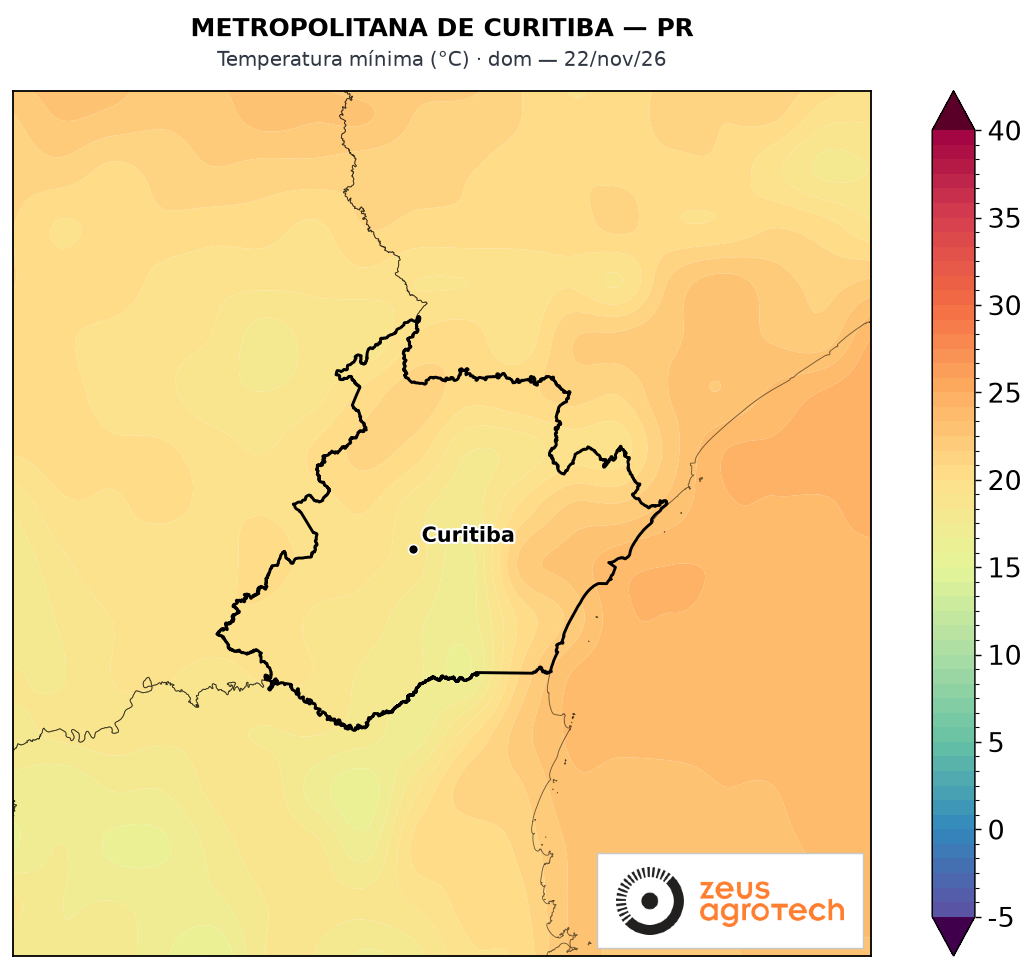 METROPOLITANA DE CURITIBA — PR
Temperatura mínima (°C) · dom — 22/nov/26
40
35
30
25
20
15
10
5
0
-5
Curitiba
zeus
agrotech